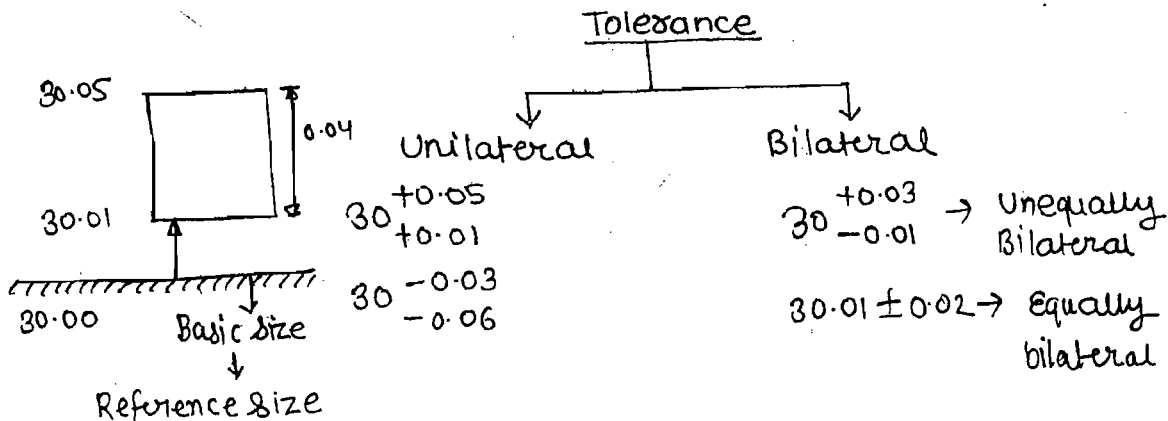 Tolerance
30.05
0.04
30.01
30.00
Basic size
Reference size
Unilateral
30 +0.05
+0.01
30 -0.03
-0.06
Bilateral
30 +0.03 → Unequally
-0.01 Bilateral
30.01 ±0.02 → Equally
bilateral